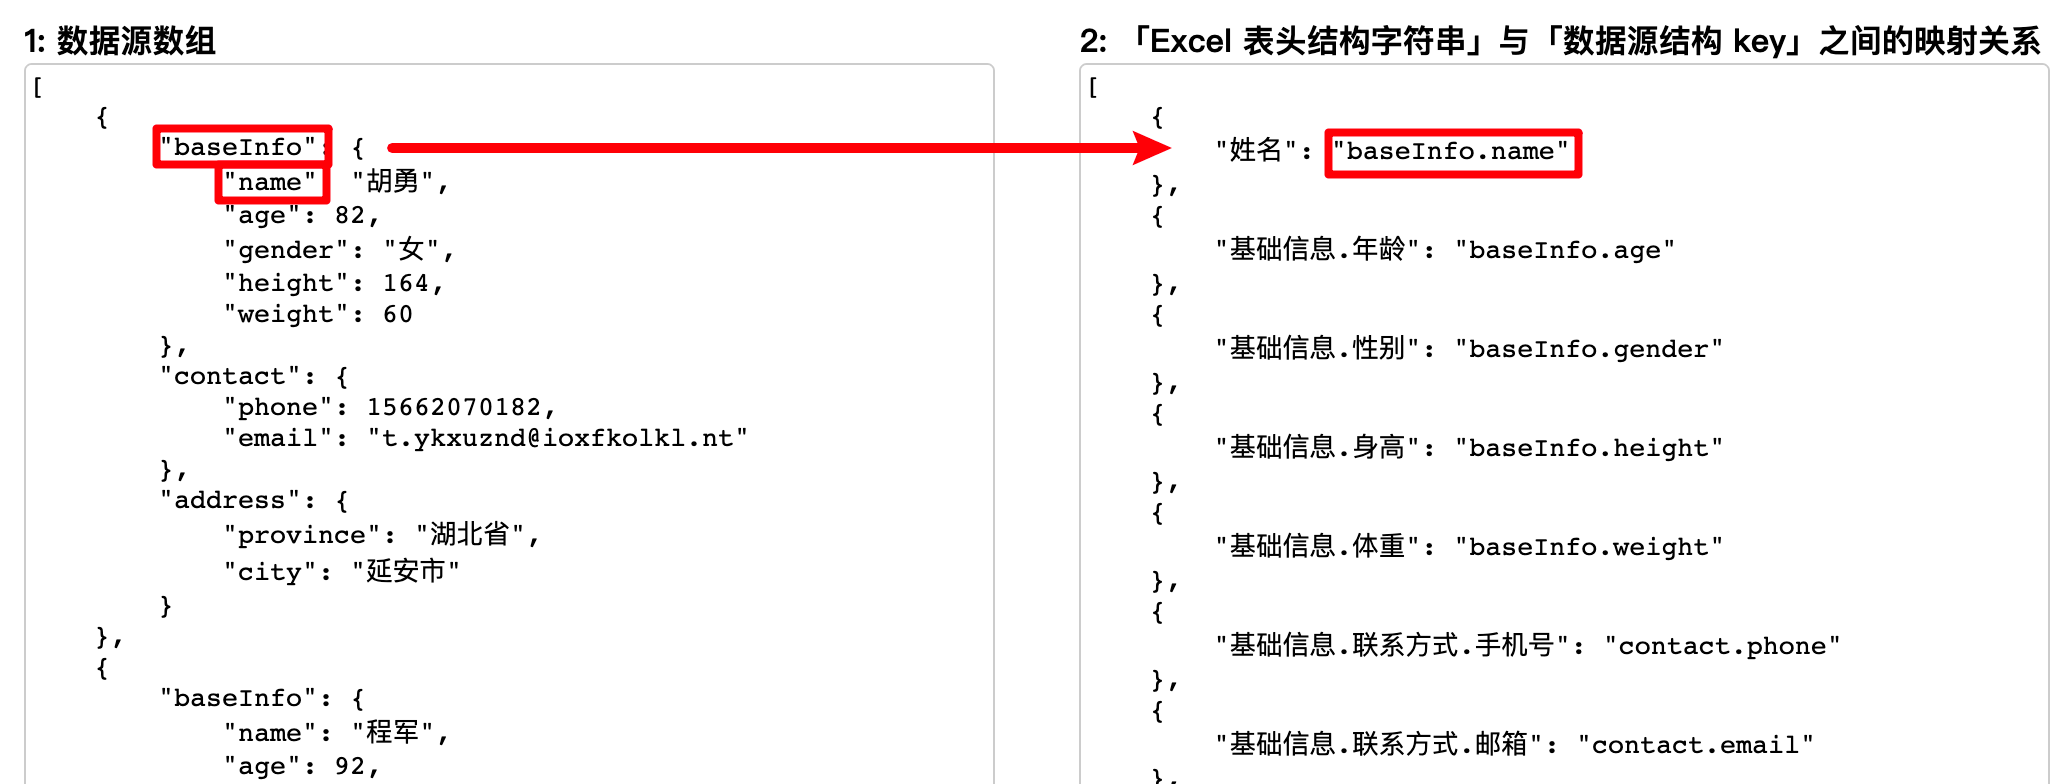 1: 数据源数组
[
{
"baseInfo": {
"name" "胡勇",
"age": 82,
"gender": "女",
"height": 164,
"weight": 60
},
"contact": {
"phone": 15662070182,
"email": "t.ykxuznd@ioxfkolkl.nt"
},
"address": {
"province": "湖北省",
"city": "延安市"
}
},
{
"baseInfo": {
"name": "程军",
"age": 92,
2: 「Excel 表头结构字符串」与「数据源结构 key」之间的映射关系
[
{
"姓名": "baseInfo.name"
},
{
"基础信息.年龄": "baseInfo.age"
},
{
"基础信息.性别": "baseInfo.gender"
},
{
"基础信息.身高": "baseInfo.height"
},
{
"基础信息.体重": "baseInfo.weight"
},
{
"基础信息.联系方式.手机号": "contact.phone"
},
{
"基础信息.联系方式.邮箱": "contact.email"
},